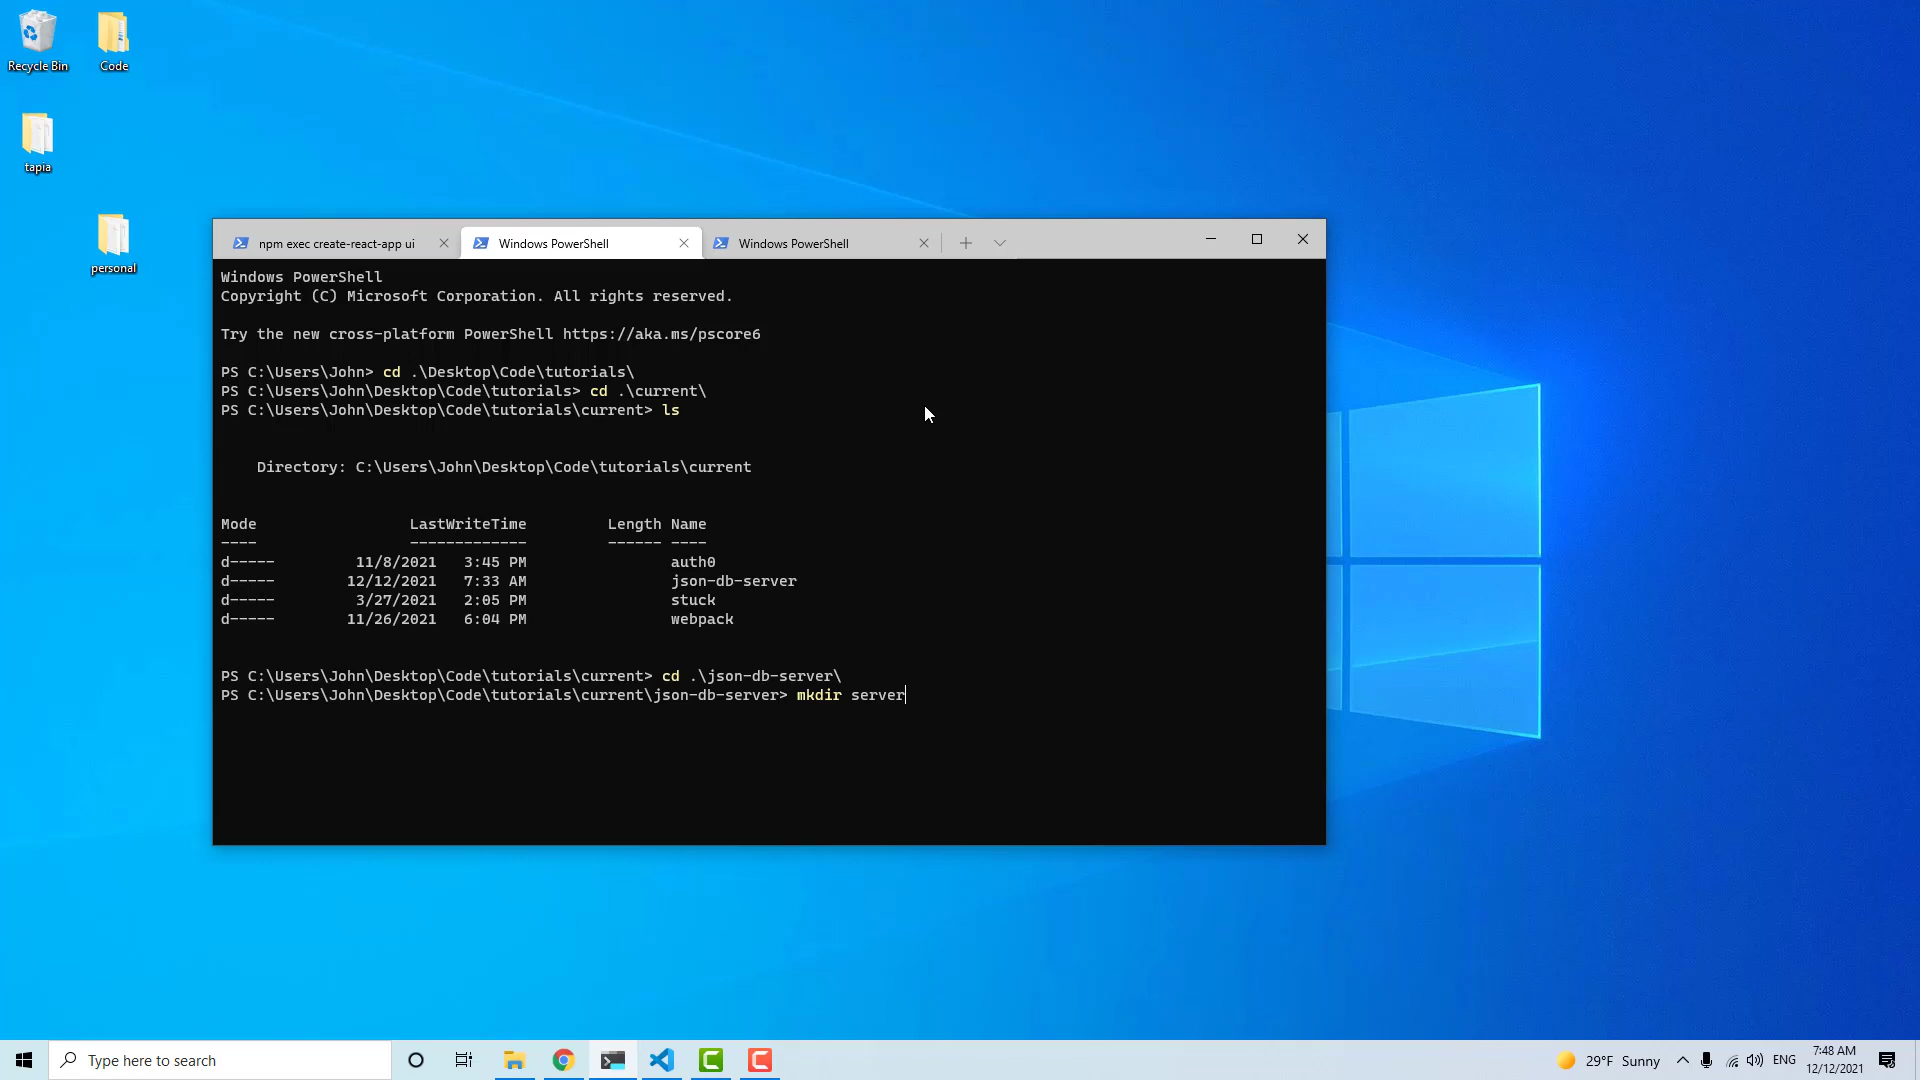 Recycle Bin
Code
tapia
personal
npm exec create-react-app ui
Windows PowerShell
Windows PowerShell
Windows PowerShell
Copyright (C) Microsoft Corporation. All rights reserved.
Try the new cross-platform PowerShell https://aka.ms/pscore6
PS C:\Users\John> cd .\Desktop\Code\tutorials\
PS C:\Users\John\Desktop\Code\tutorials> cd .\current\
PS C:\Users\John\Desktop\Code\tutorials\current> ls
Directory: C:\Users\John\Desktop\Code\tutorials\current
Mode LastWriteTime Length Name
---- ------------- ------ ----
d----- 11/8/2021 3:45 PM auth0
d----- 12/12/2021 7:33 AM json-db-server
d----- 3/27/2021 2:05 PM stuck
d----- 11/26/2021 6:04 PM webpack
PS C:\Users\John\Desktop\Code\tutorials\current> cd .\json-db-server\
PS C:\Users\John\Desktop\Code\tutorials\current\json-db-server> mkdir server
Type here to search
29°F Sunny
ENG
7:48 AM
12/12/2021